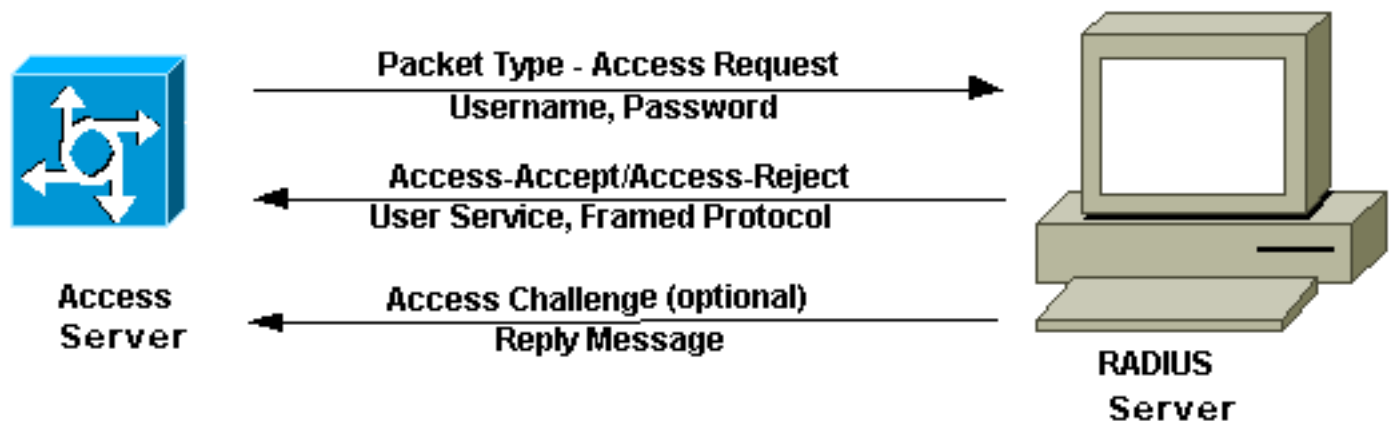 Packet Type - Access Request
Username, Password
Access-Accept/Access-Reject
User Service, Framed Protocol
Access Challenge (optional)
Reply Message
Access
Server
RADIUS
Server